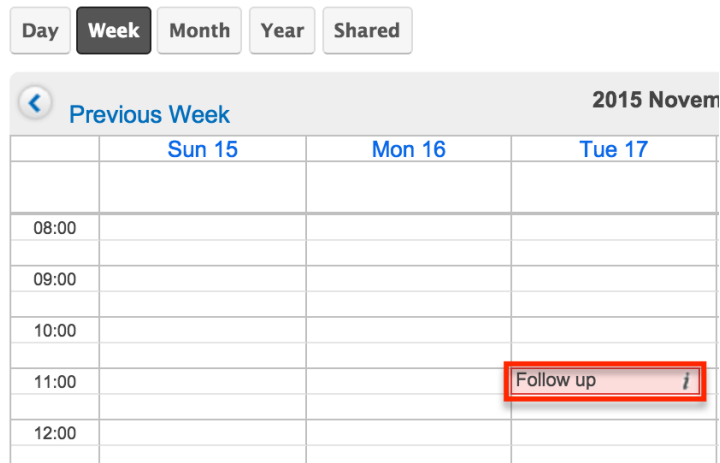 Day Week Month Year Shared
Previous Week 2015 Novem
Sun 15 Mon 16 Tue 17
08:00
09:00
10:00
11:00 Follow up i
12:00